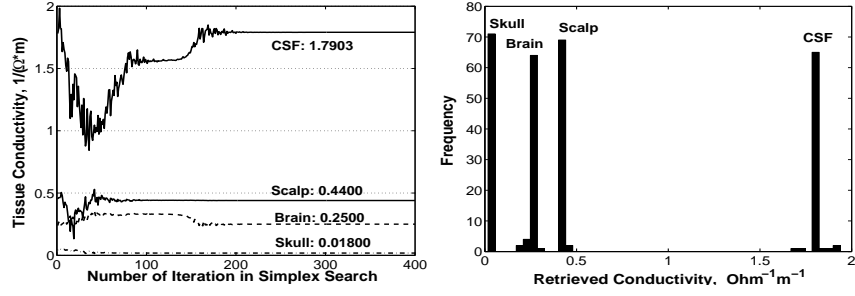 Tissue Conductivity, 1/(Ω*m)
2
1.5
1
0.5
0
CSF: 1.7903
Scalp: 0.4400
Brain: 0.2500
Skull: 0.01800
0 100 200 300 400
Number of Iteration in Simplex Search
Frequency
80
70
60
50
40
30
20
10
0
Skull
Brain
Scalp
CSF
0 0.5 1 1.5 2
Retrieved Conductivity, Ohm⁻¹m⁻¹